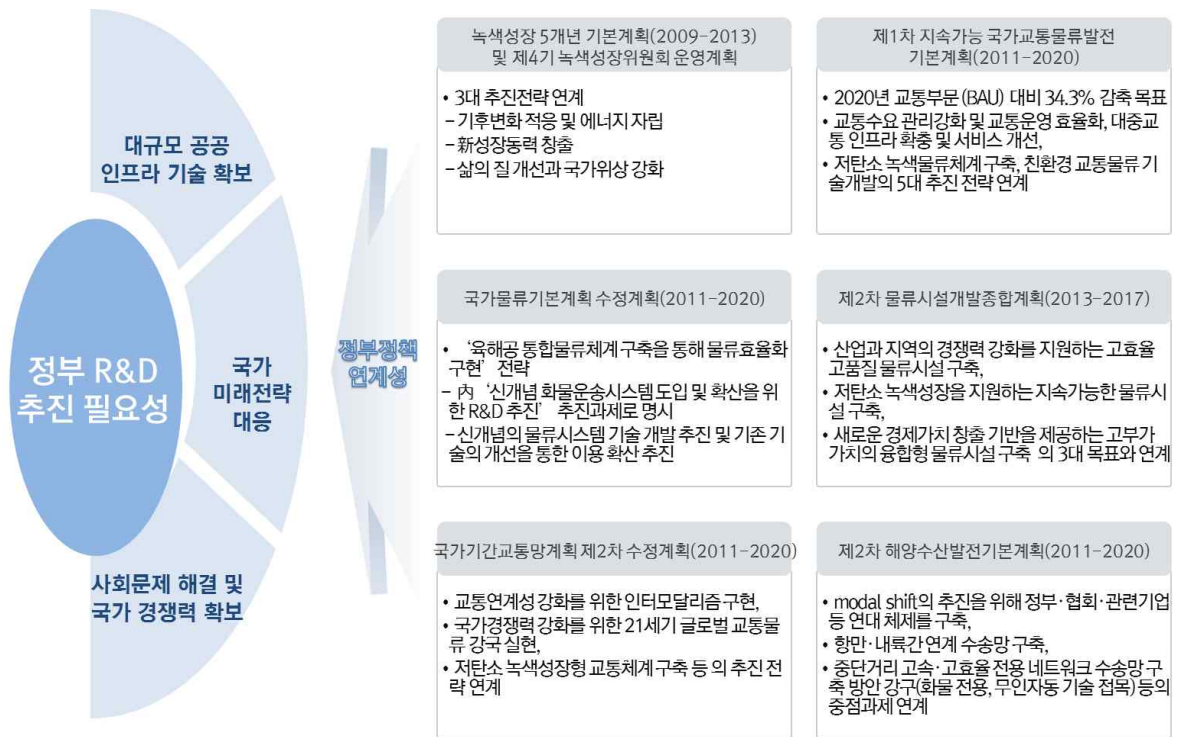 대규모 공공
인프라 기술 확보
정부 R&D
추진 필요성
국가
미래전략
대응
사회문제 해결 및
국가 경쟁력 확보
정부정책
연계성
녹색성장 5개년 기본계획(2009-2013)
및 제4기 녹색성장위원회 운영계획
• 3대 추진전략 연계
- 기후변화 적응 및 에너지 자립
- 新성장동력 창출
- 삶의 질 개선과 국가위상 강화
제1차 지속가능 국가교통물류발전
기본계획(2011-2020)
• 2020년 교통부문(BAU) 대비 34.3% 감축 목표
• 교통수요 관리강화 및 교통운영 효율화, 대중교
통 인프라 확충 및 서비스 개선,
• 저탄소 녹색물류체계 구축, 친환경 교통물류 기
술개발의 5대 추진 전략 연계
국가물류기본계획 수정계획(2011-2020)
• ‘육해공 통합물류체계 구축을 통해 물류효율화
구현’ 전략
- 內 ‘신개념 화물운송시스템 도입 및 확산을 위
한 R&D 추진’ 추진과제로 명시
- 신개념의 물류시스템 기술 개발 추진 및 기존 기
술의 개선을 통한 이용 확산 추진
제2차 물류시설개발종합계획(2013-2017)
• 산업과 지역의 경쟁력 강화를 지원하는 고효율
고품질 물류시설 구축,
• 저탄소 녹색성장을 지원하는 지속가능한 물류시
설 구축,
• 새로운 경제가치 창출 기반을 제공하는 고부가
가치의 융합형 물류시설 구축 의 3대 목표와 연계
국가기간교통망계획 제2차 수정계획(2011-2020)
• 교통연계성 강화를 위한 인터모달리즘 구현,
• 국가경쟁력 강화를 위한 21세기 글로벌 교통물
류 강국 실현,
• 저탄소 녹색성장형 교통체계 구축 등 의 추진 전
략 연계
제2차 해양수산발전기본계획(2011-2020)
• modal shift의 추진을 위해 정부·협회·관련기업
등 연대 체제를 구축,
• 항만·내륙간 연계 수송망 구축,
• 중단거리 고속·고효율 전용 네트워크 수송망 구
축 방안 강구(화물 전용, 무인자동 기술 접목) 등의
중점과제 연계